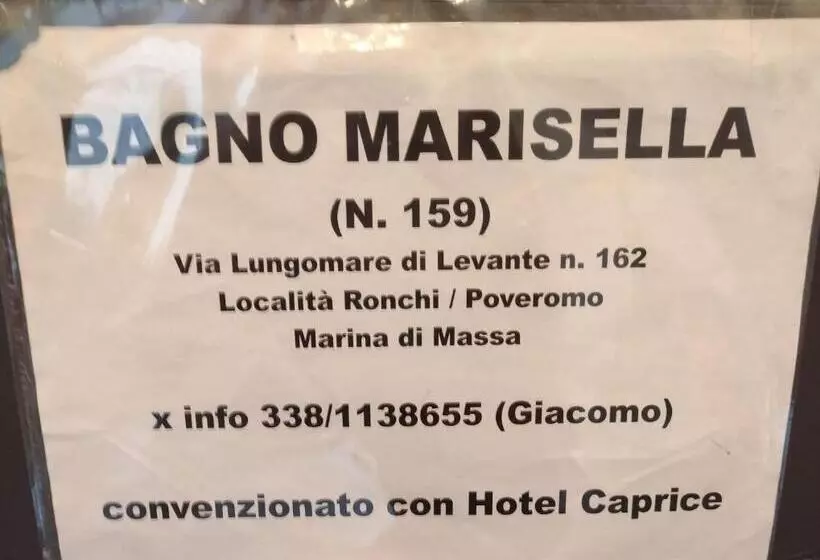 BAGNO MARISELLA
(N. 159)
Via Lungomare di Levante n. 162
Località Ronchi / Poveromo
Marina di Massa
x info 338/1138655 (Giacomo)
convenzionato con Hotel Caprice